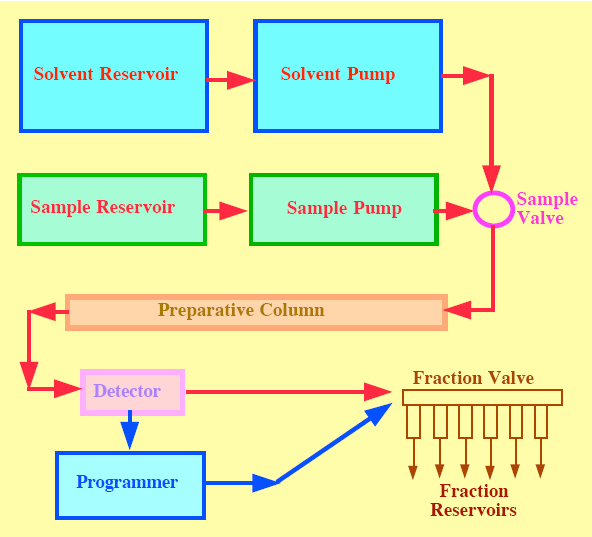 Solvent Reservoir
Solvent Pump
Sample Reservoir
Sample Pump
Sample
Valve
Preparative Column
Detector
Fraction Valve
Programmer
Fraction
Reservoirs